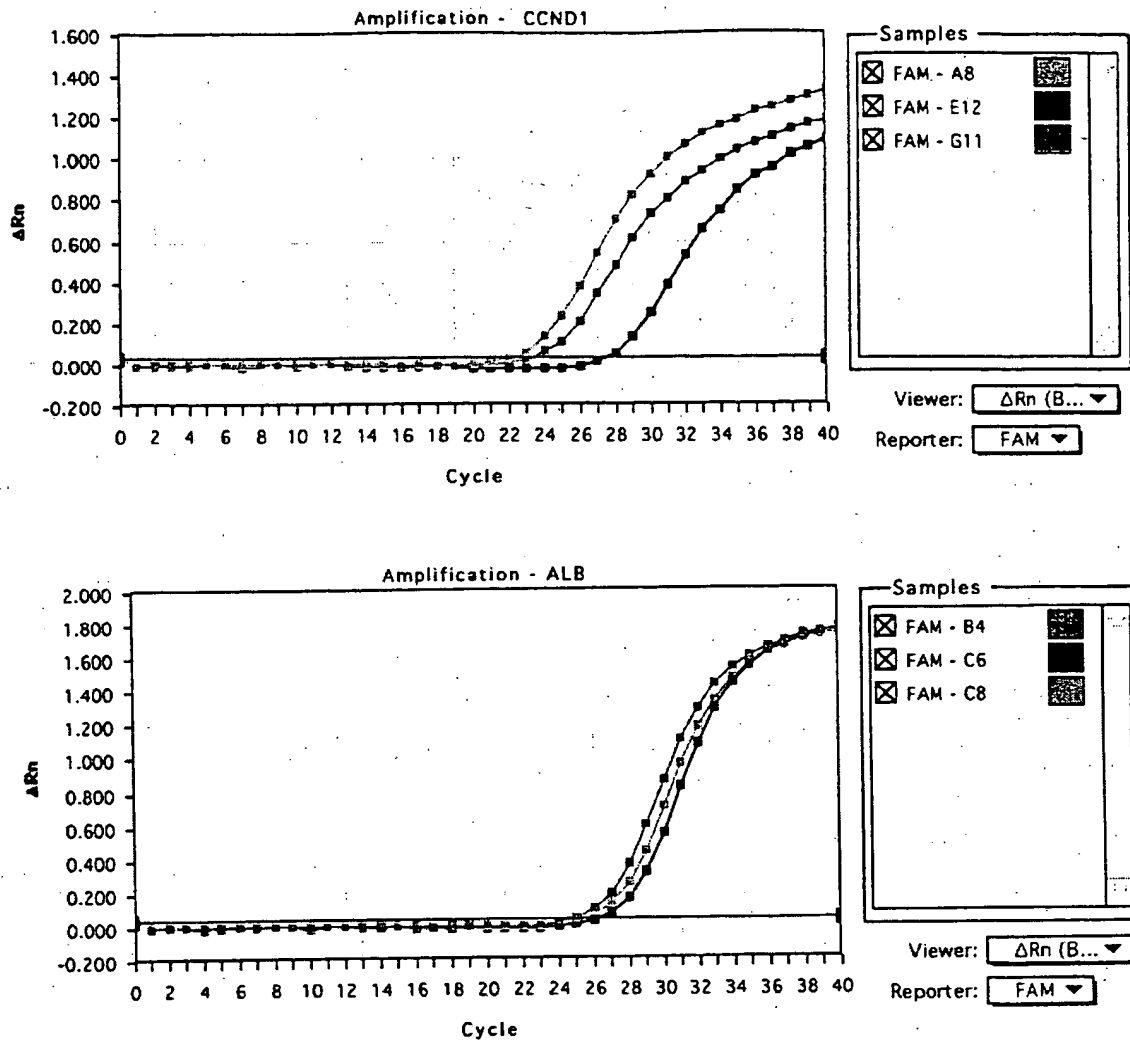 Amplification - CCND1
1.600
1.400
1.200
1.000
0.800
0.600
0.400
0.200
0.000
-0.200
ΔRn
0 2 4 6 8 10 12 14 16 18 20 22 24 26 28 30 32 34 36 38 40
Cycle
Samples
FAM - A8
FAM - E12
FAM - G11
Viewer: ΔRn (B...
Reporter: FAM
Amplification - ALB
2.000
1.800
1.600
1.400
1.200
1.000
0.800
0.600
0.400
0.200
0.000
-0.200
ΔRn
0 2 4 6 8 10 12 14 16 18 20 22 24 26 28 30 32 34 36 38 40
Cycle
Samples
FAM - B4
FAM - C6
FAM - C8
Viewer: ΔRn (B...
Reporter: FAM